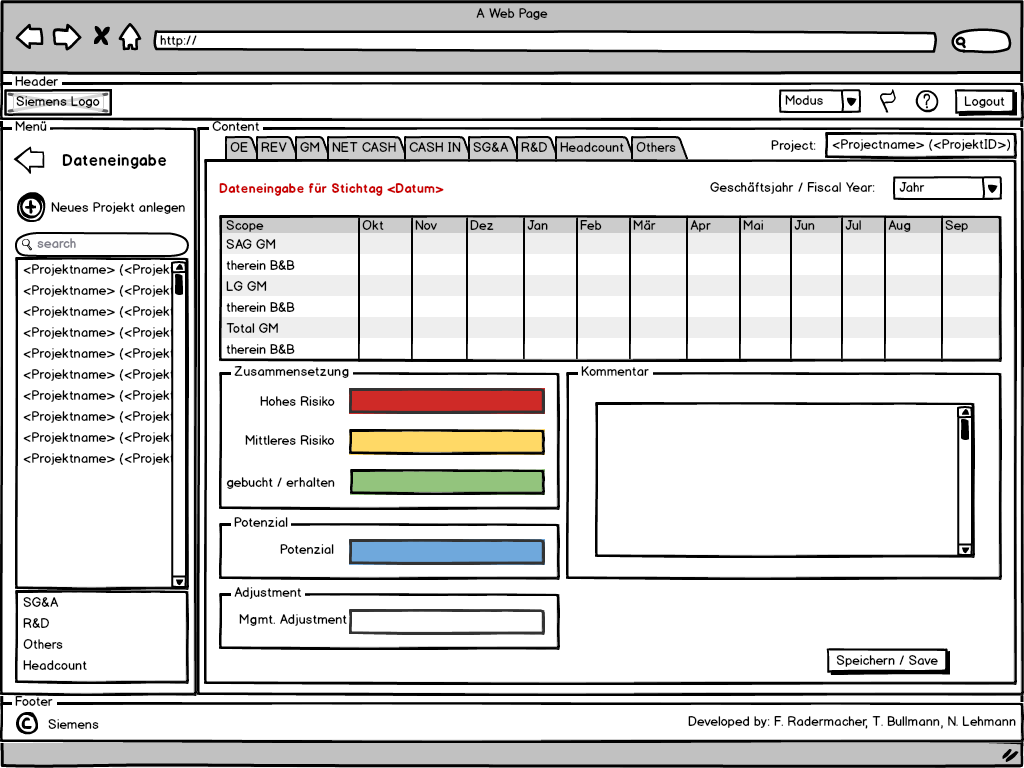 A Web Page
http://
Header
Siemens Logo
Modus
?
Logout
Menü
Dateneingabe
Neues Projekt anlegen
search
<Projektname> (<Projek
<Projektname> (<Projek
<Projektname> (<Projek
<Projektname> (<Projek
<Projektname> (<Projek
<Projektname> (<Projek
<Projektname> (<Projek
<Projektname> (<Projek
<Projektname> (<Projek
<Projektname> (<Projek
SG&A
R&D
Others
Headcount
Content
OE REV GM NET CASH CASH IN SG&A R&D Headcount Others
Project: <Projectname> (<ProjektID>)
Dateneingabe für Stichtag <Datum>
Geschäftsjahr / Fiscal Year: Jahr
Scope Okt Nov Dez Jan Feb Mär Apr Mai Jun Jul Aug Sep
SAG GM
therein B&B
LG GM
therein B&B
Total GM
therein B&B
Zusammensetzung
Hohes Risiko
Mittleres Risiko
gebucht / erhalten
Potenzial
Potenzial
Adjustment
Mgmt. Adjustment
Kommentar
Speichern / Save
Footer
© Siemens
Developed by: F. Radermacher, T. Bullmann, N. Lehmann